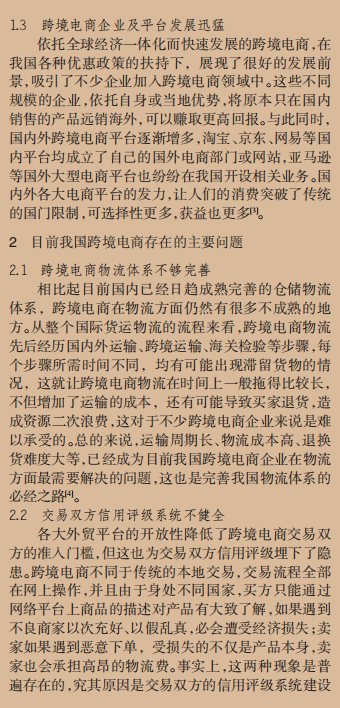 1.3 跨境电商企业及平台发展迅猛
依托全球经济一体化而快速发展的跨境电商,在
我国各种优惠政策的扶持下，展现了很好的发展前
景,吸引了不少企业加入跨境电商领域中。这些不同
规模的企业,依托自身或当地优势,将原本只在国内
销售的产品远销海外,可以赚取更高回报。与此同时,
国内外跨境电商平台逐渐增多,淘宝、京东、网易等国
内平台均成立了自己的国外电商部门或网站,亚马逊
等国外大型电商平台也纷纷在我国开设相关业务。国
内外各大电商平台的发力,让人们的消费突破了传统
的国门限制,可选择性更多,获益也更多[3]。
2 目前我国跨境电商存在的主要问题
2.1 跨境电商物流体系不够完善
相比起目前国内已经日趋成熟完善的仓储物流
体系，跨境电商在物流方面仍然有很多不成熟的地
方。从整个国际货运物流的流程来看,跨境电商物流
先后经历国内外运输、跨境运输、海关检验等步骤,每
个步骤所需时间不同，均有可能出现滞留货物的情
况，这就让跨境电商物流在时间上一般拖得比较长,
不但增加了运输的成本，还有可能导致买家退货,造
成资源二次浪费,这对于不少跨境电商企业来说是难
以承受的。总的来说,运输周期长、物流成本高、退换
货难度大等,已经成为目前我国跨境电商企业在物流
方面最需要解决的问题,这也是完善我国物流体系的
必经之路[4]。
2.2 交易双方信用评级系统不健全
各大外贸平台的开放性降低了跨境电商交易双
方的准入门槛,但这也为交易双方信用评级埋下了隐
患。跨境电商不同于传统的本地交易,交易流程全部
在网上操作,并且由于身处不同国家,买方只能通过
网络平台上商品的描述对产品有大致了解,如果遇到
不良商家以次充好、以假乱真,必会遭受经济损失;卖
家如果遇到恶意下单，受损失的不仅是产品本身,卖
家也会承担高昂的物流费。事实上,这两种现象是普
遍存在的,究其原因是交易双方的信用评级系统建设